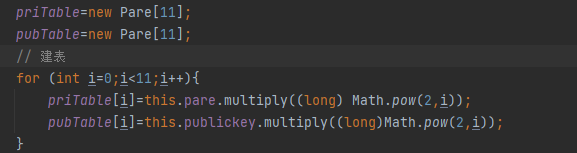 priTable=new Pare[11];
pubTable=new Pare[11];
// 建表
for (int i=0;i<11;i++){
priTable[i]=this.pare.multiply((long) Math.pow(2,i));
pubTable[i]=this.publickey.multiply((long)Math.pow(2,i));
}